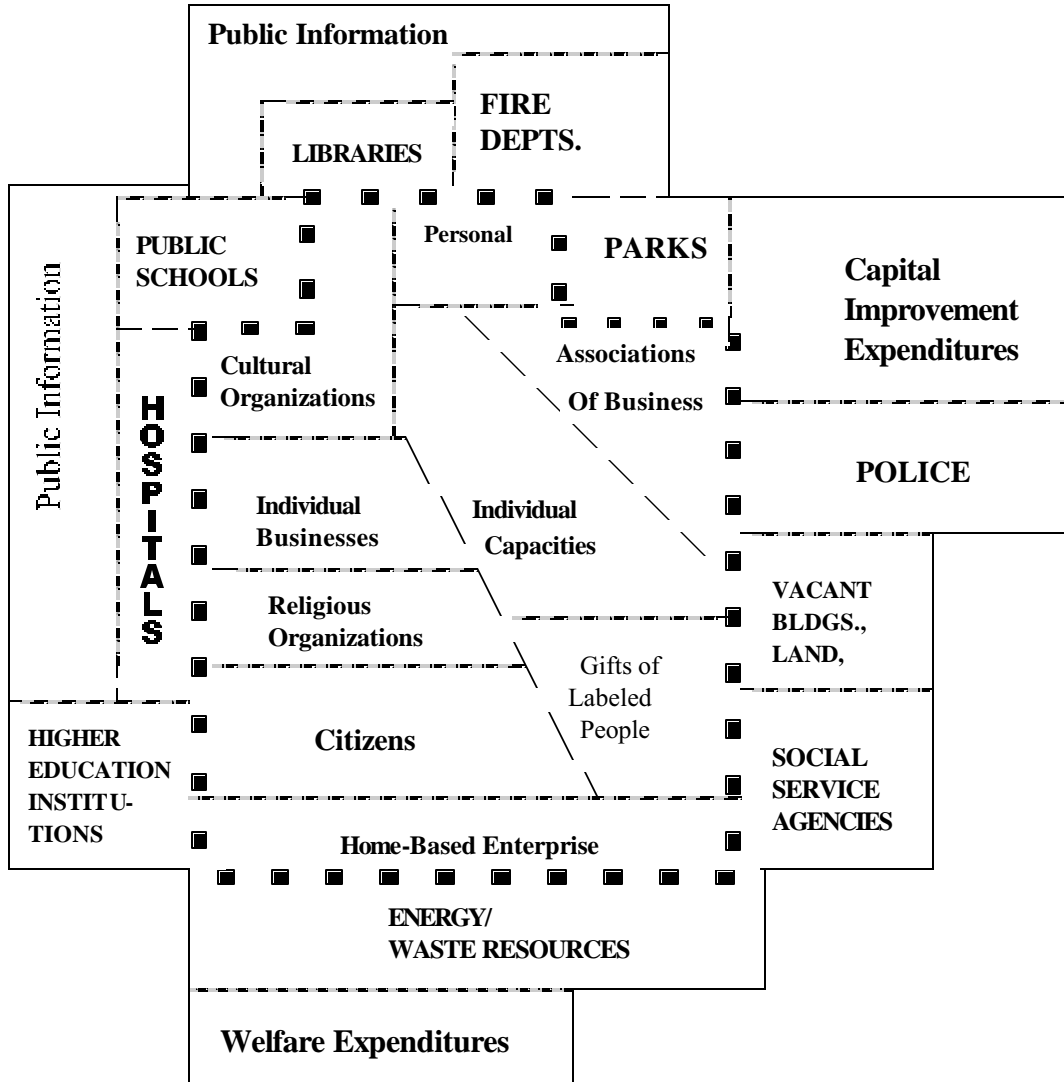 Public Information
FIRE
DEPTS.
LIBRARIES
Personal
PARKS
PUBLIC
SCHOOLS
Capital
Improvement
Expenditures
Public Information
Associations
Of Business
Cultural
Organizations
HOSPITALS
POLICE
Individual
Businesses
Individual
Capacities
VACANT
BLDGS.,
LAND,
Religious
Organizations
Gifts of
Labeled
People
Citizens
HIGHER
EDUCATION
INSTITU-
TIONS
SOCIAL
SERVICE
AGENCIES
Home-Based Enterprise
ENERGY/
WASTE RESOURCES
Welfare Expenditures